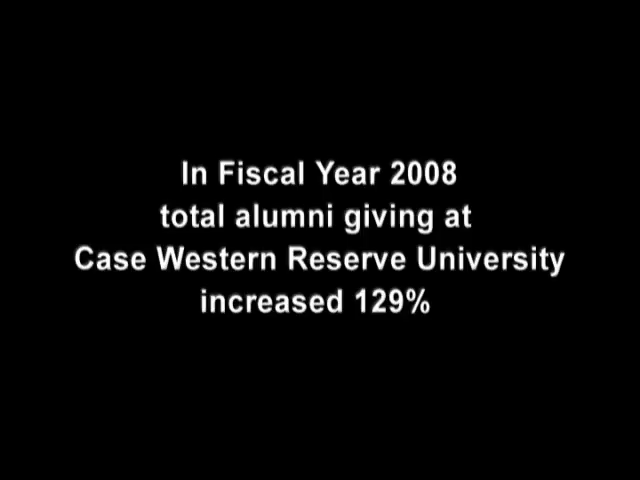 In Fiscal Year 2008
total alumni giving at
Case Western Reserve University
increased 129%